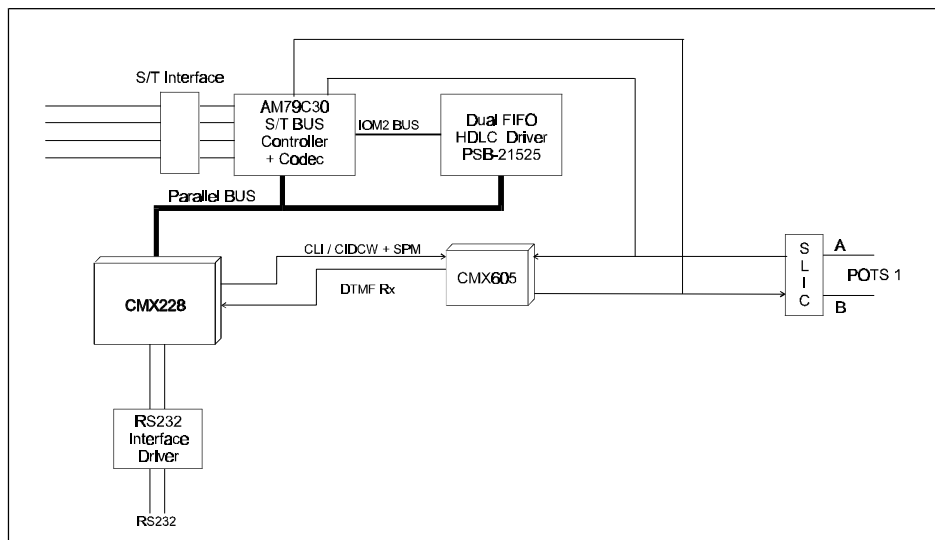 S/T Interface
AM79C30
S/T BUS
Controller
+ Codec
IOM2 BUS
Dual FIFO
HDLC Driver
PSB-21525
Parallel BUS
CLI / CIDCW + SPM
CMX228
DTMF Rx
CMX605
S
L
I
C
A
POTS 1
B
RS232
Interface
Driver
RS232